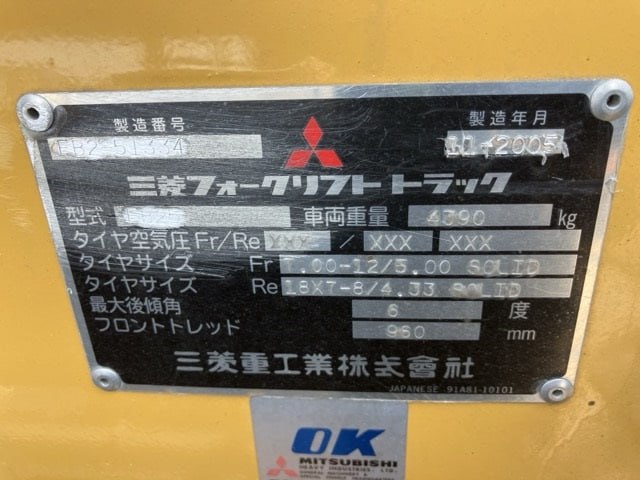 製造番号
製造年月
11-2005
三菱フォークリフトトラック
型式
車両重量 4390 kg
タイヤ空気圧 Fr/Re XXX / XXX XXX
タイヤサイズ Fr 7.00-12/5.00 SOLID
タイヤサイズ Re 18X7-8/4.33 SOLID
最大後傾角 6 度
フロントトレッド 960 mm
三菱重工業株式會社
JAPANESE 91A81-10101
OK
MITSUBISHI
HEAVY INDUSTRIES, LTD.